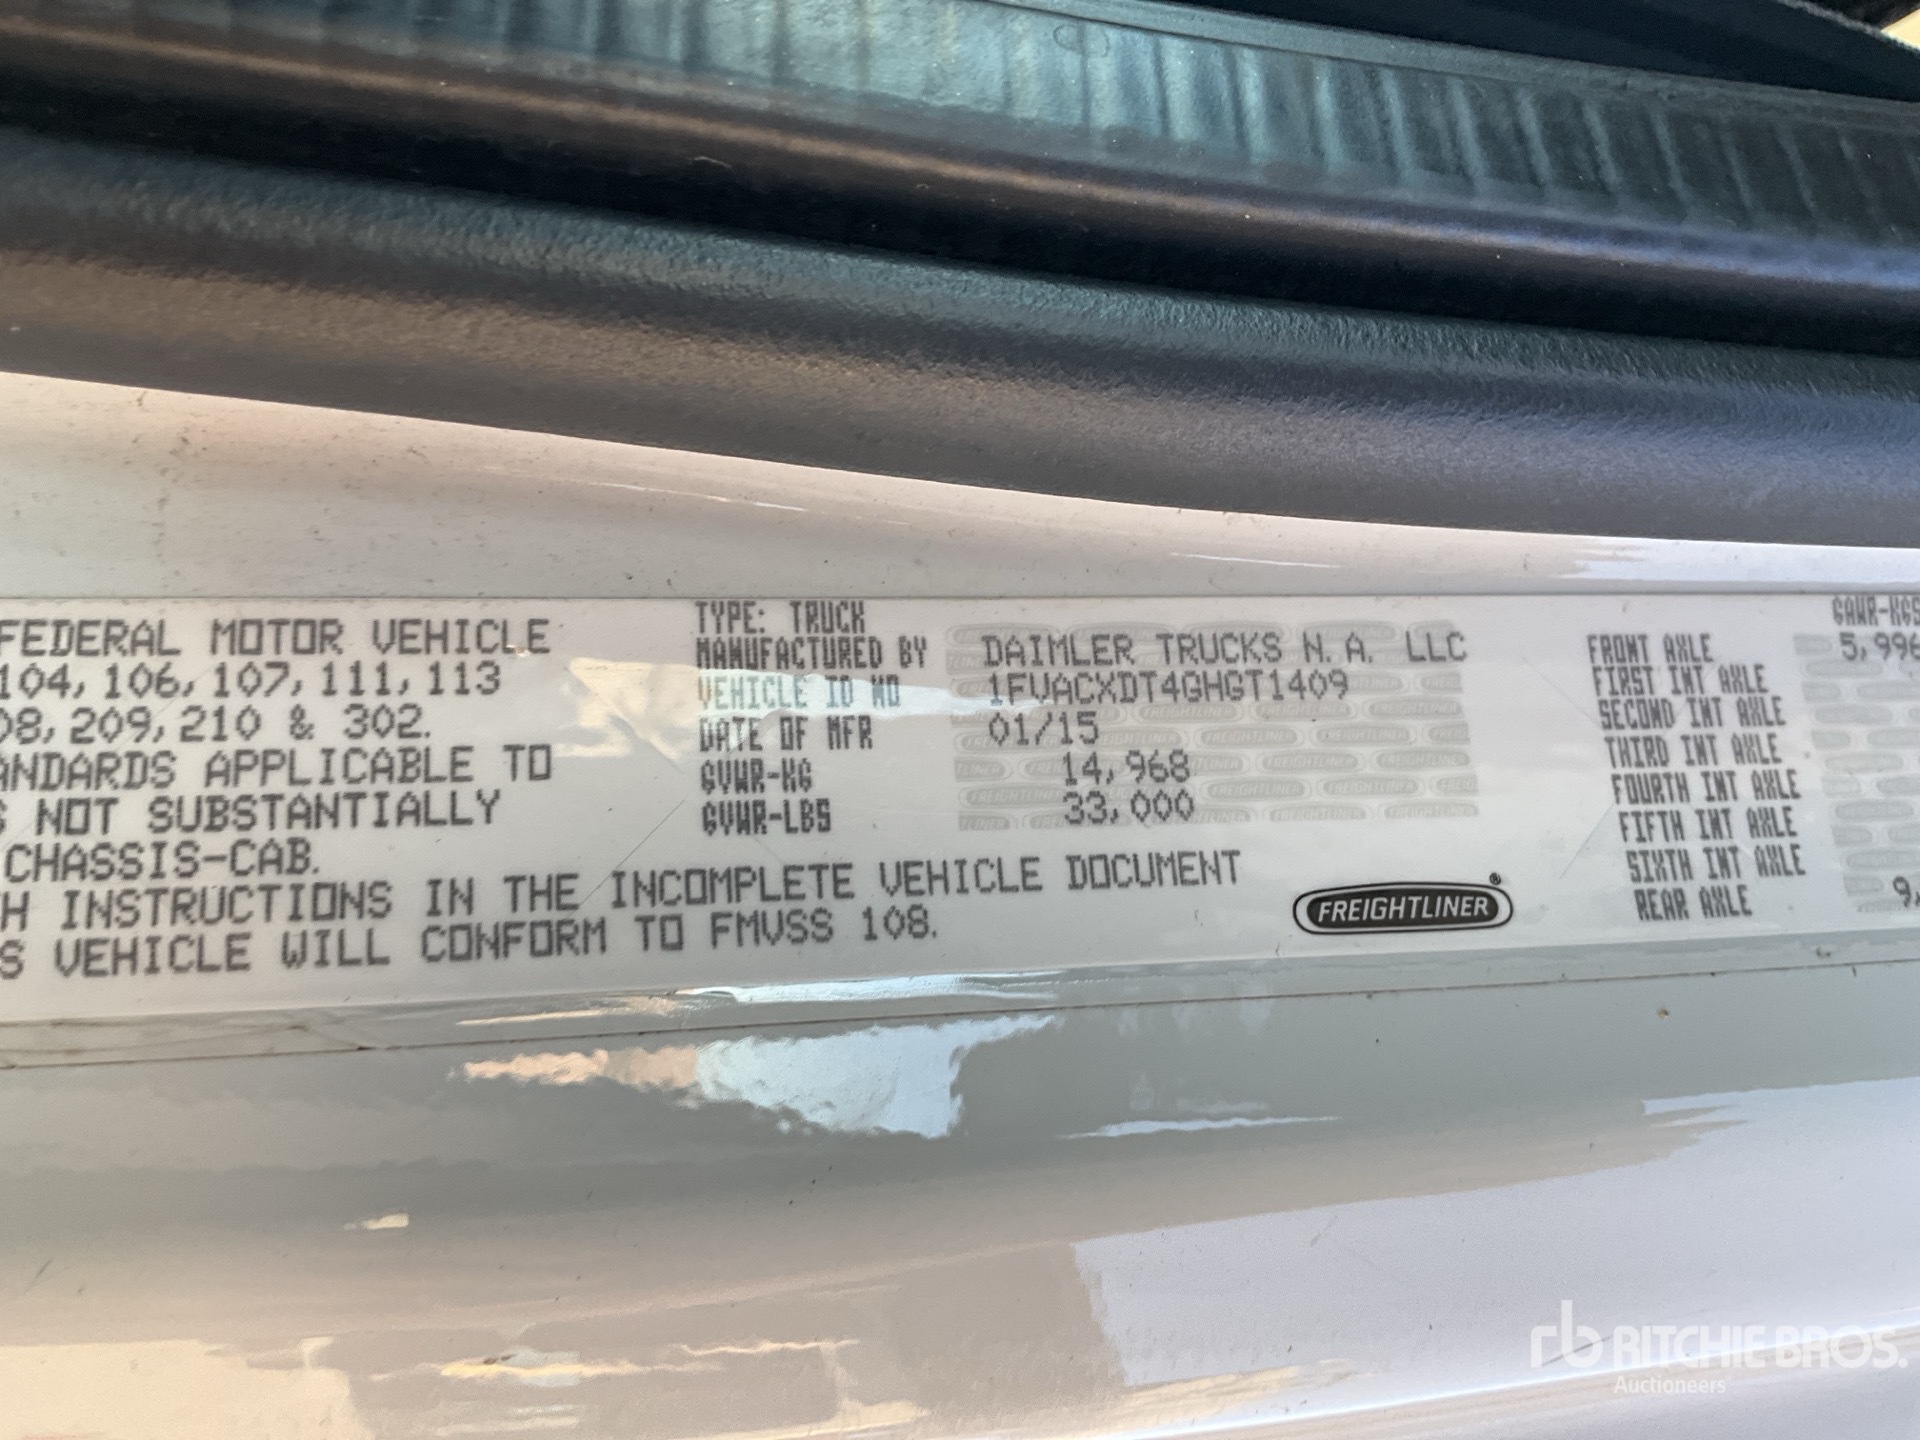 FEDERAL MOTOR VEHICLE
104, 106, 107, 111, 113
08, 209, 210 & 302.
ANDARDS APPLICABLE TO
S NOT SUBSTANTIALLY
CHASSIS-CAB.
H INSTRUCTIONS IN THE INCOMPLETE VEHICLE DOCUMENT
S VEHICLE WILL CONFORM TO FMVSS 108.
TYPE: TRUCK
MANUFACTURED BY DAIMLER TRUCKS N. A. LLC
VEHICLE ID NO 1FVACXDT4GHGT1409
DATE OF MFR 01/15
GVWR-KG 14,968
GVWR-LBS 33,000
FREIGHTLINER®
GAWR-KGS
FRONT AXLE 5,996
FIRST INT AXLE
SECOND INT AXLE
THIRD INT AXLE
FOURTH INT AXLE
FIFTH INT AXLE
SIXTH INT AXLE
REAR AXLE 9,
rb RITCHIE BROS.
Auctioneers